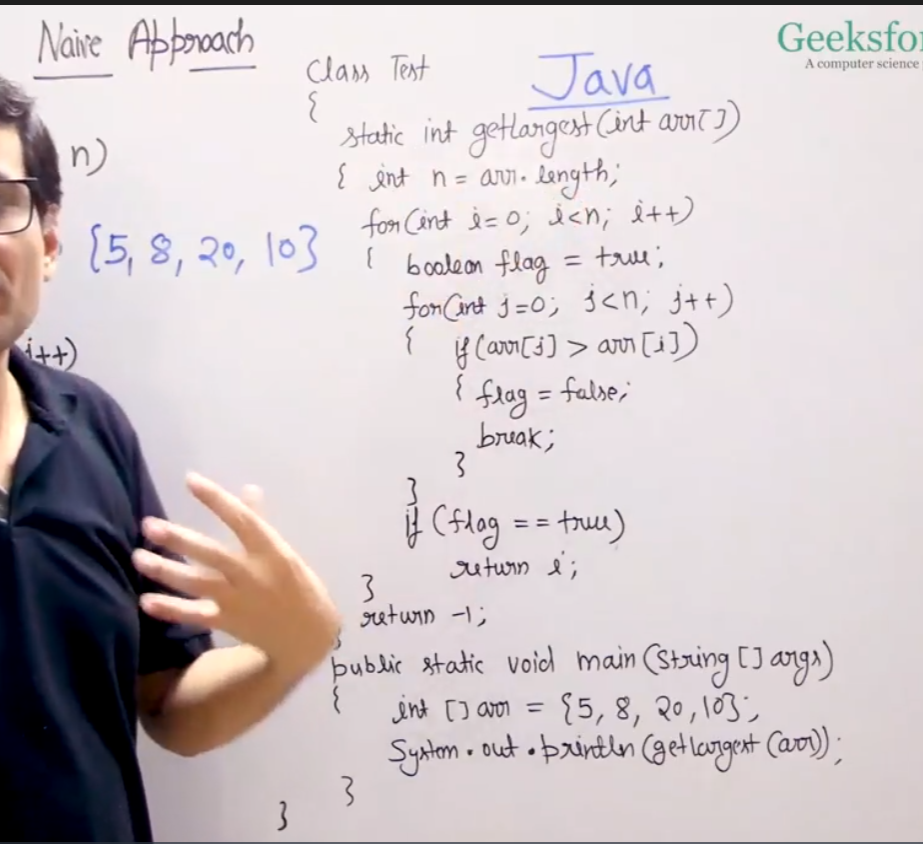 Naive Approach
Geeksfor
A computer science
Java
n)
{5, 8, 20, 10}
i++)
class Test
{
static int getlargest(int arr[])
{ int n = arr.length;
for(int i=0; i<n; i++)
{ boolean flag = true;
for(int j=0; j<n; j++)
{ if(arr[j] > arr[i])
{ flag = false;
break;
}
}
if (flag == true)
return i;
}
return -1;
}
public static void main(String [] args)
{ int [] arr = {5, 8, 20, 10};
System.out.println(getlargest(arr));
}
}